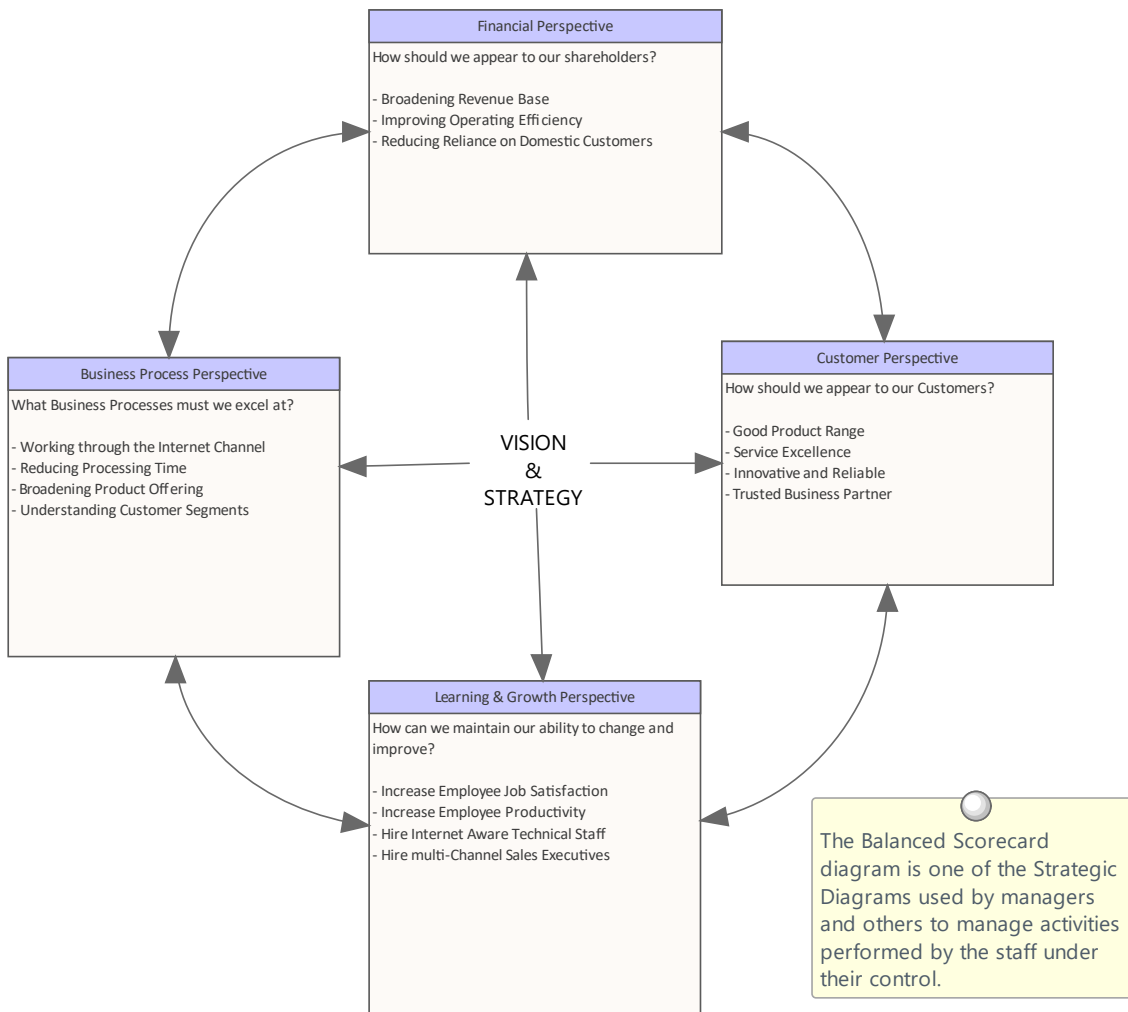 Financial Perspective
How should we appear to our shareholders?
- Broadening Revenue Base
- Improving Operating Efficiency
- Reducing Reliance on Domestic Customers
Business Process Perspective
What Business Processes must we excel at?
- Working through the Internet Channel
- Reducing Processing Time
- Broadening Product Offering
- Understanding Customer Segments
VISION
&
STRATEGY
Customer Perspective
How should we appear to our Customers?
- Good Product Range
- Service Excellence
- Innovative and Reliable
- Trusted Business Partner
Learning & Growth Perspective
How can we maintain our ability to change and
improve?
- Increase Employee Job Satisfaction
- Increase Employee Productivity
- Hire Internet Aware Technical Staff
- Hire multi-Channel Sales Executives
The Balanced Scorecard
diagram is one of the Strategic
Diagrams used by managers
and others to manage activities
performed by the staff under
their control.